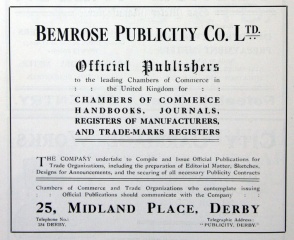 BEMROSE PUBLICITY CO. LTD.
Official Publishers
to the leading Chambers of Commerce in
: : the United Kingdom for : :
CHAMBERS OF COMMERCE
HANDBOOKS, JOURNALS,
REGISTERS OF MANUFACTURERS,
AND TRADE-MARKS REGISTERS
THE COMPANY undertake to Compile and Issue Official Publications for
Trade Organisations, including the preparation of Editorial Matter, Sketches,
Designs for Announcements, and the securing of all necessary Publicity Contracts
Chambers of Commerce and Trade Organisations who contemplate issuing
Official Publications should communicate with the Company
25, MIDLAND PLACE, DERBY
Telephone No.: Telegraphic Address:
DERBY. "PUBLICITY, DERBY."